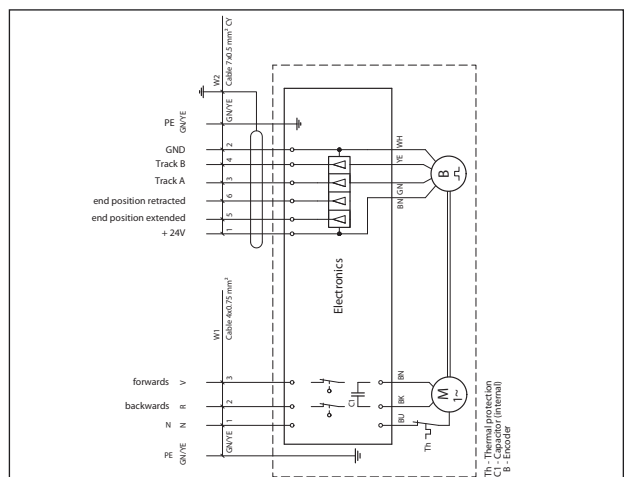 W2
Cable 7x0.5 mm² CY
GN/YE
PE GN/YE
GND 2 WH
Track B 4 YE
Track A 3 GN
end position retracted 6
end position extended 5 BN
+ 24V 1
B
Electronics
W1
Cable 4x0.75 mm²
forwards V 3 BN
C1
M
1~
backwards R 2 BK
N N 1 BU
Th
PE GN/YE GN/YE
Th - Thermal protection
C1 - Capacitor (internal)
B - Encoder